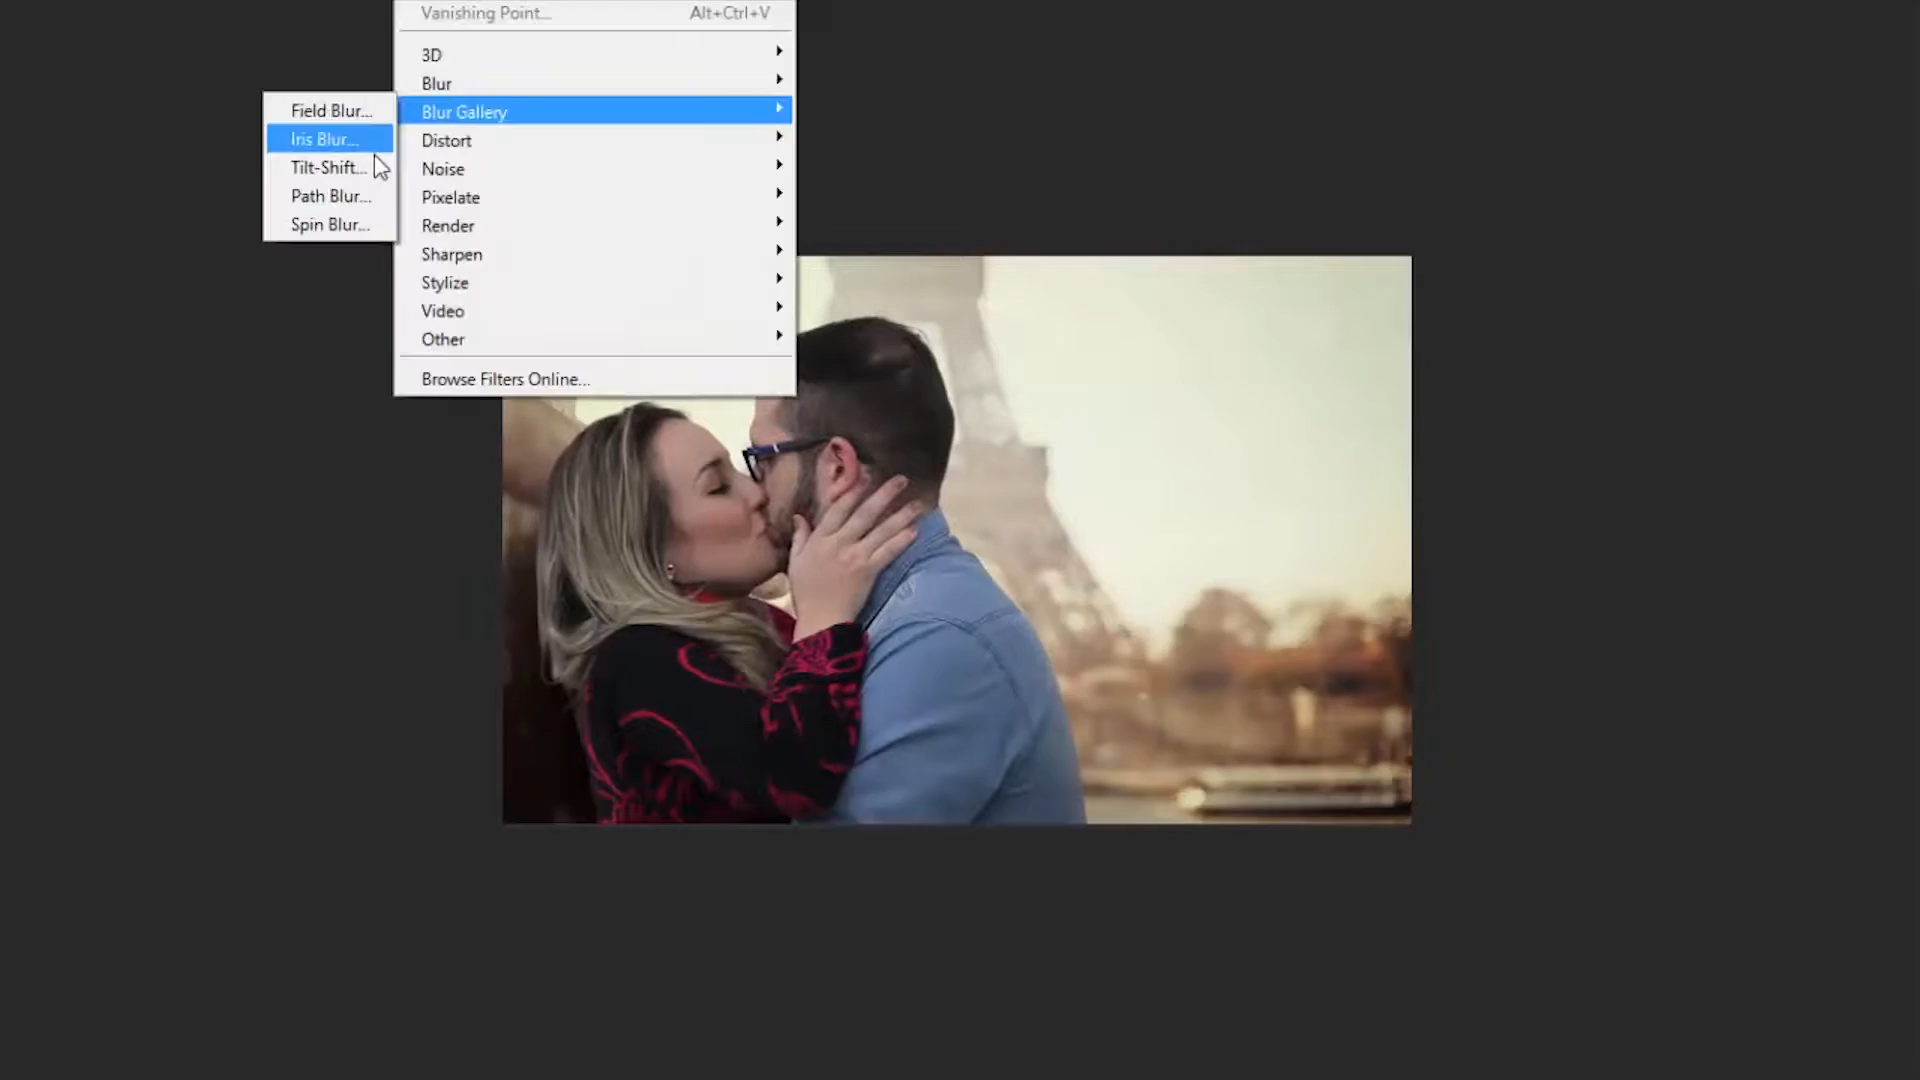 Vanishing Point... Alt+Ctrl+V
3D
Blur
Blur Gallery
Distort
Noise
Pixelate
Render
Sharpen
Stylize
Video
Other
Browse Filters Online...
Field Blur...
Iris Blur...
Tilt-Shift...
Path Blur...
Spin Blur...